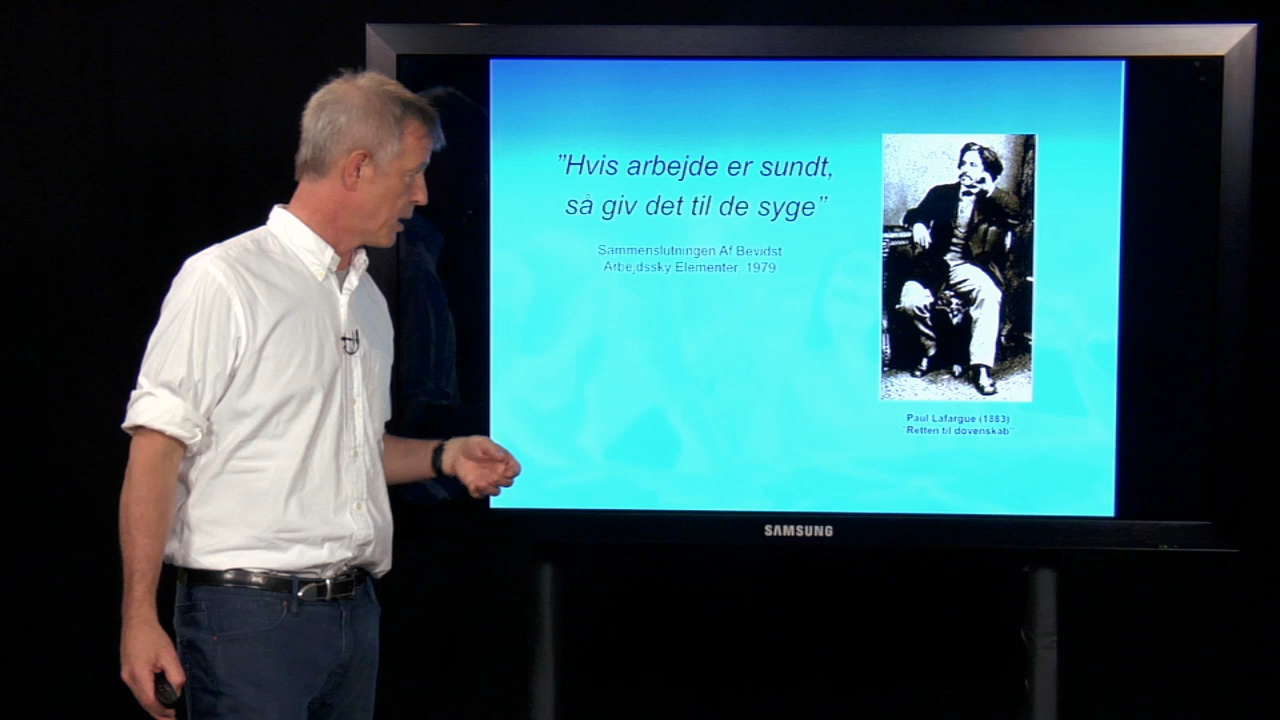 ”Hvis arbejde er sundt,
så giv det til de syge”
Sammenslutningen Af Bevidst
Arbejdssky Elementer, 1979
Paul Lafargue (1883)
”Retten til dovenskab”
SAMSUNG